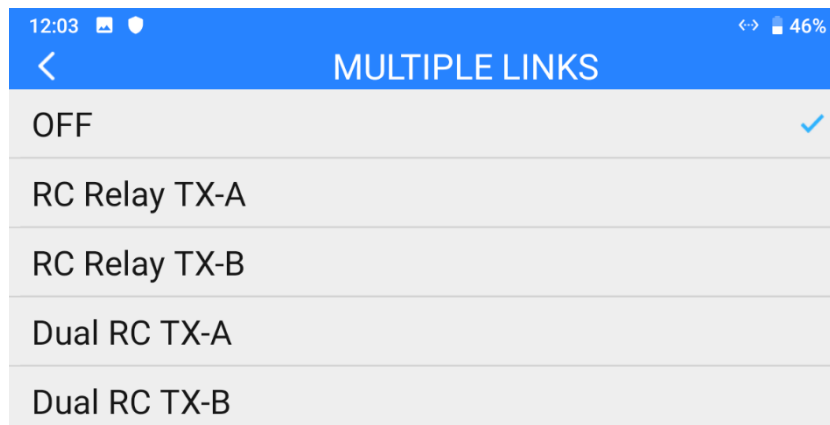 12:03 46%
MULTIPLE LINKS
OFF
RC Relay TX-A
RC Relay TX-B
Dual RC TX-A
Dual RC TX-B